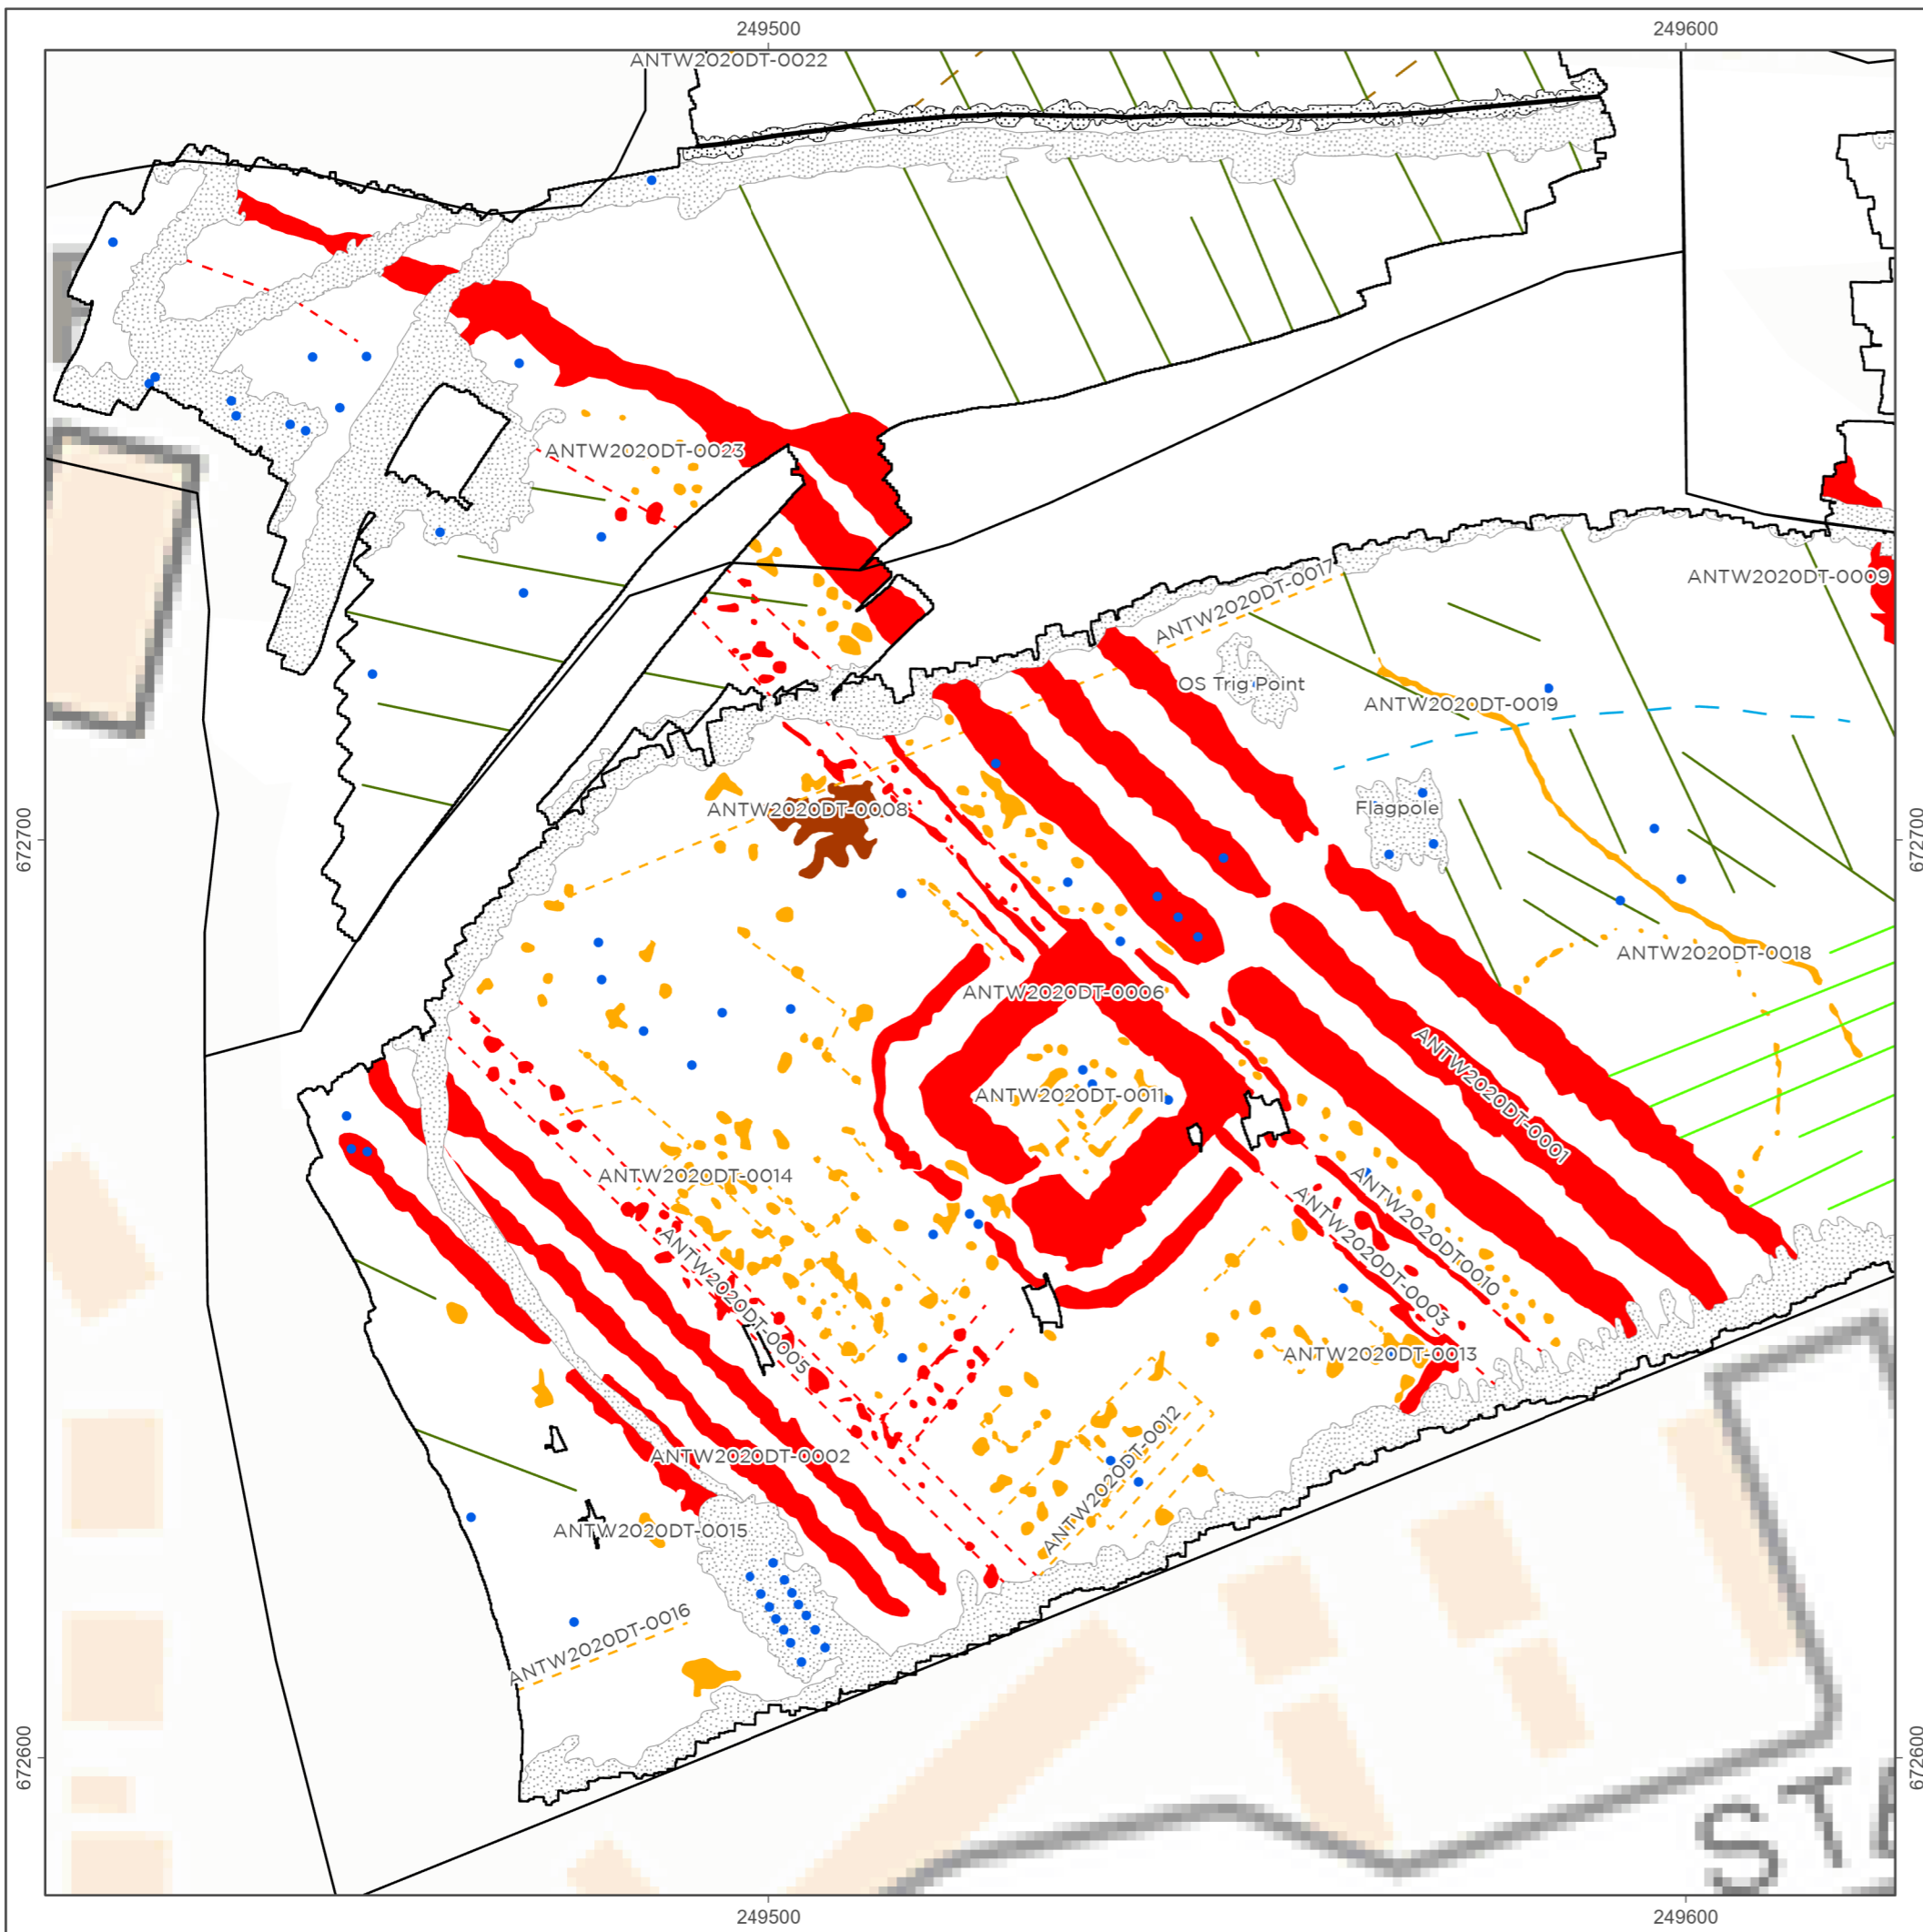 249500
249600
ANTW2020DT-0022
ANTW2020DT-0023
ANTW2020DT-0017
ANTW2020DT-0009
OS Trig Point
ANTW2020DT-0019
672700
ANTW2020DT-0008
Flagpole
672700
ANTW2020DT-0018
ANTW2020DT-0006
ANTW2020DT-0011
ANTW2020DT-0001
ANTW2020DT-0014
ANTW2020DT0010
ANTW2020DT-0003
ANTW2020DT-0005
ANTW2020DT-0013
ANTW2020DT-0012
ANTW2020DT-0002
ANTW2020DT-0015
ANTW2020DT-0016
672600
672600
ST
249500
249600